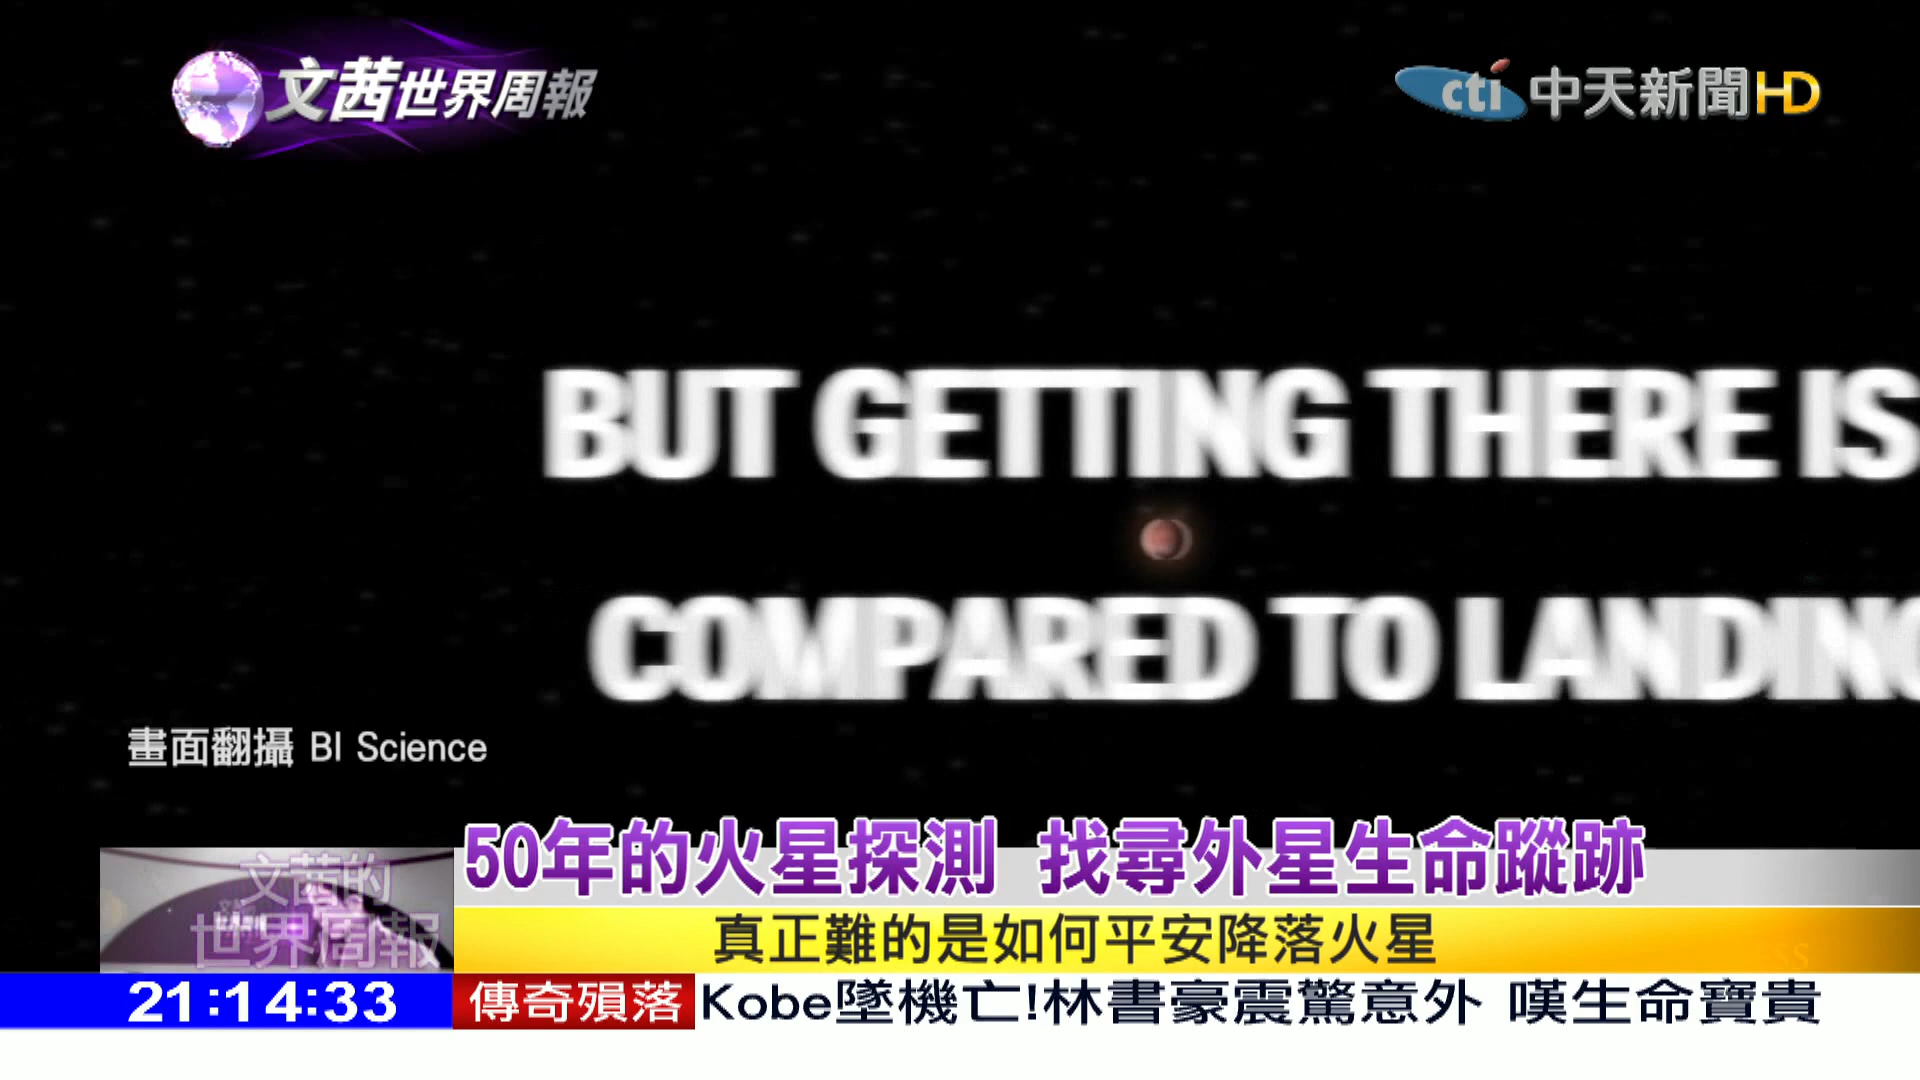 文茜世界周報
cti 中天新聞HD
BUT GETTING THERE IS
COMPARED TO LANDING
畫面翻攝 BI Science
50年的火星探測 找尋外星生命蹤跡
文茜的
世界周報
真正難的是如何平安降落火星
21:14:33
傳奇殞落 Kobe墜機亡!林書豪震驚意外 嘆生命寶貴